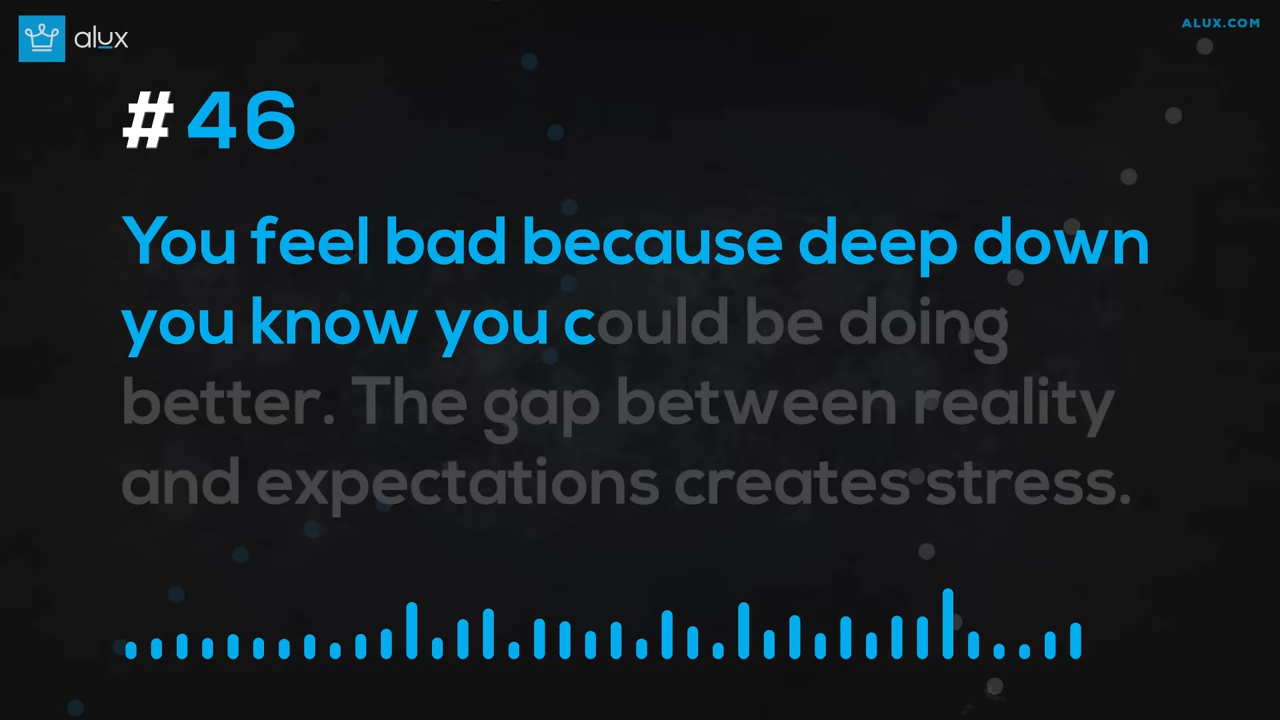 alux
ALUX.COM
#46
You feel bad because deep down
you know you could be doing
better. The gap between reality
and expectations creates stress.